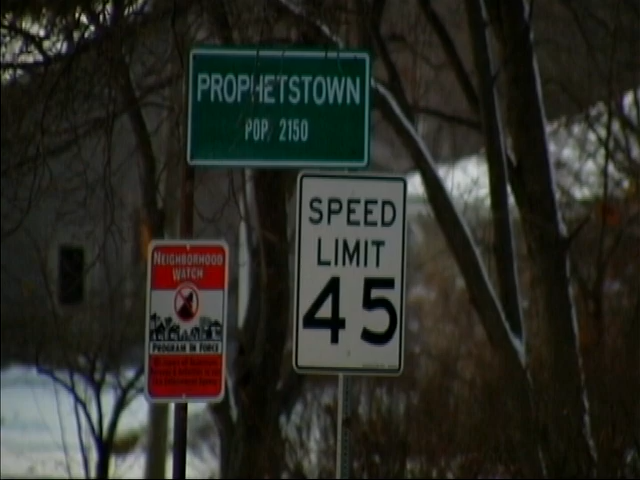 PROPHETSTOWN
POP. 2150
SPEED
LIMIT
45
NEIGHBORHOOD
WATCH
PROGRAM IN FORCE